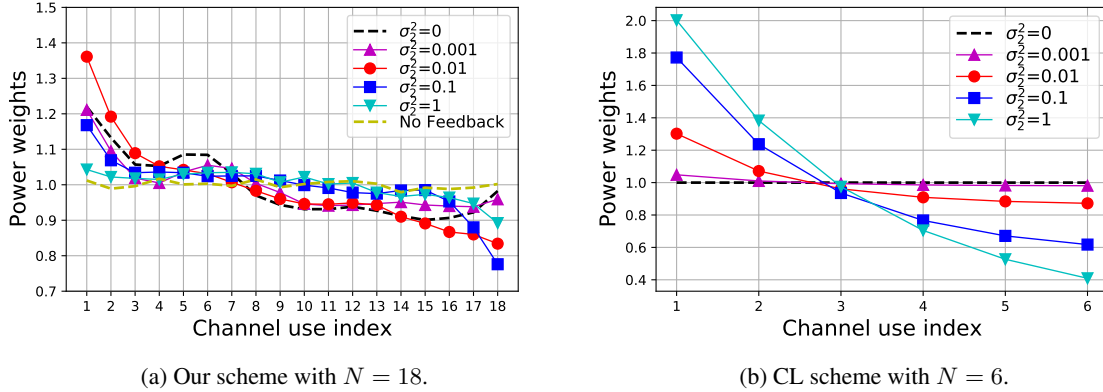 1.5
1.4
1.3
1.2
1.1
1.0
0.9
0.8
0.7
Power weights
σ₂²=0
σ₂²=0.001
σ₂²=0.01
σ₂²=0.1
σ₂²=1
No Feedback
1 2 3 4 5 6 7 8 9 10 11 12 13 14 15 16 17 18
Channel use index
(a) Our scheme with N = 18.
2.0
1.8
1.6
1.4
1.2
1.0
0.8
0.6
0.4
Power weights
σ₂²=0
σ₂²=0.001
σ₂²=0.01
σ₂²=0.1
σ₂²=1
1 2 3 4 5 6
Channel use index
(b) CL scheme with N = 6.